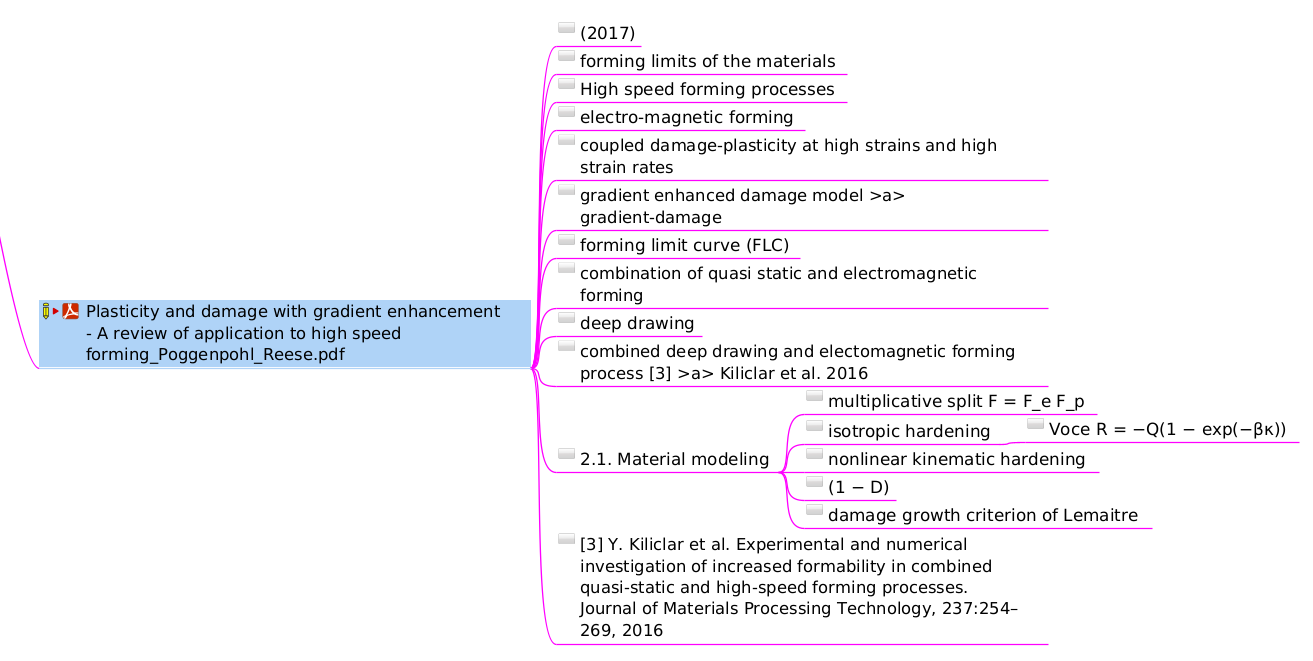 (2017)
forming limits of the materials
High speed forming processes
electro-magnetic forming
coupled damage-plasticity at high strains and high
strain rates
gradient enhanced damage model >a>
gradient-damage
forming limit curve (FLC)
combination of quasi static and electromagnetic
forming
Plasticity and damage with gradient enhancement
- A review of application to high speed
forming_Poggenpohl_Reese.pdf
deep drawing
combined deep drawing and electomagnetic forming
process [3] >a> Kiliclar et al. 2016
2.1. Material modeling
multiplicative split F = F_e F_p
isotropic hardening
Voce R = −Q(1 − exp(−βκ))
nonlinear kinematic hardening
(1 − D)
damage growth criterion of Lemaitre
[3] Y. Kiliclar et al. Experimental and numerical
investigation of increased formability in combined
quasi-static and high-speed forming processes.
Journal of Materials Processing Technology, 237:254–
269, 2016